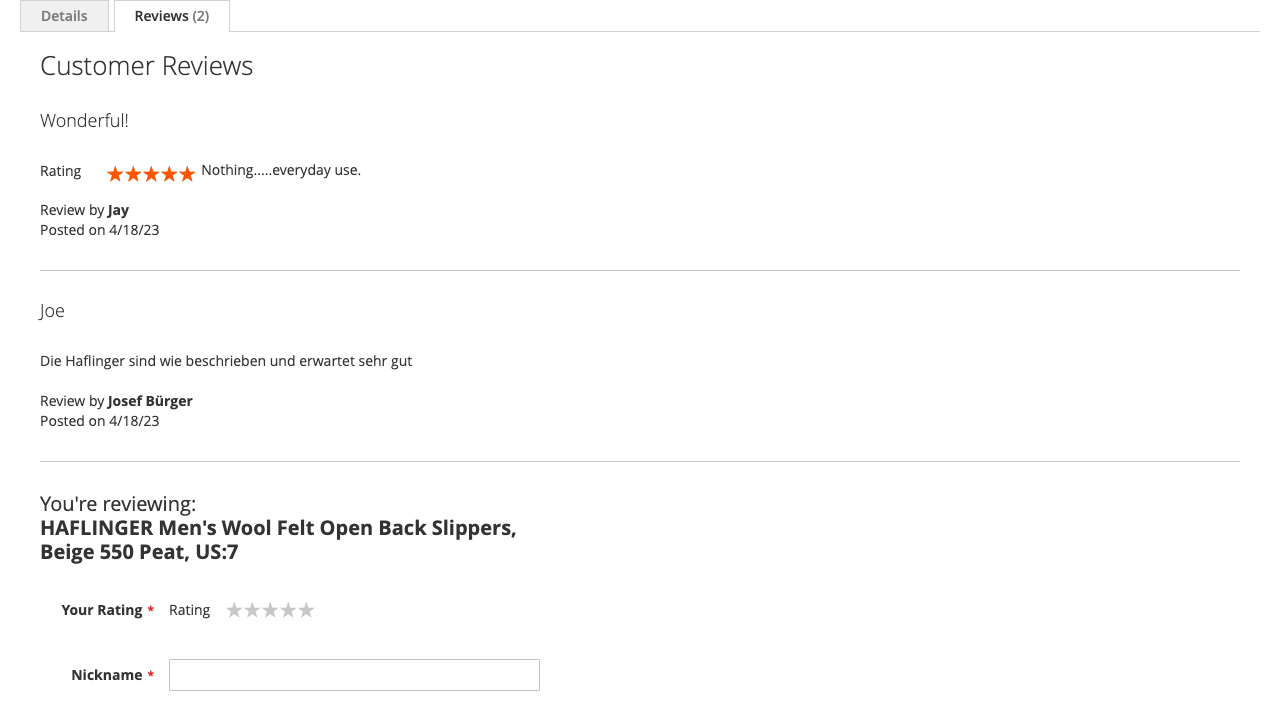 Details
Reviews (2)
Customer Reviews
Wonderful!
Rating
Nothing.....everyday use.
Review by Jay
Posted on 4/18/23
Joe
Die Haflinger sind wie beschrieben und erwartet sehr gut
Review by Josef Bürger
Posted on 4/18/23
You're reviewing:
HAFLINGER Men's Wool Felt Open Back Slippers,
Beige 550 Peat, US:7
Your Rating *
Rating
Nickname *